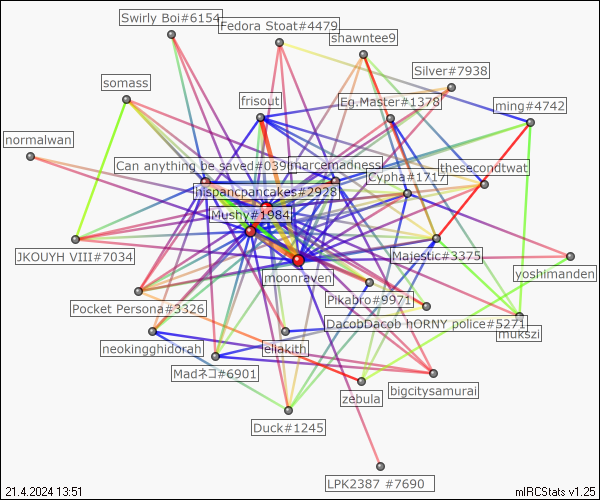 Swirly Boi#6154
Fedora Stoat#4479
shawntee9
Silver#7938
somass
frisout
Eg.Master#1378
ming#4742
normalwan
Can anything be saved#039
marcemadness
thesecondtwat
Cypha#1717
hispanicpancakes#2928
Mushy#1984
JKOUYH VIII#7034
moonraven
Majestic#3375
yoshimanden
Pikabro#9971
Pocket Persona#3326
DacobDacob hORNY police#5271
mukszi
neokingghidorah
eliakith
Madネコ#6901
zebula
bigcitysamurai
Duck#1245
LPK2387 #7690
21.4.2024 13:51
mIRCStats v1.25